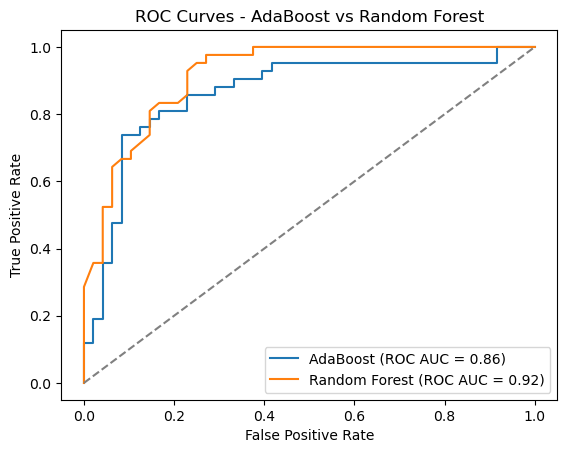 ROC Curves - AdaBoost vs Random Forest
True Positive Rate
1.0
0.8
0.6
0.4
0.2
0.0
AdaBoost (ROC AUC = 0.86)
Random Forest (ROC AUC = 0.92)
0.0 0.2 0.4 0.6 0.8 1.0
False Positive Rate